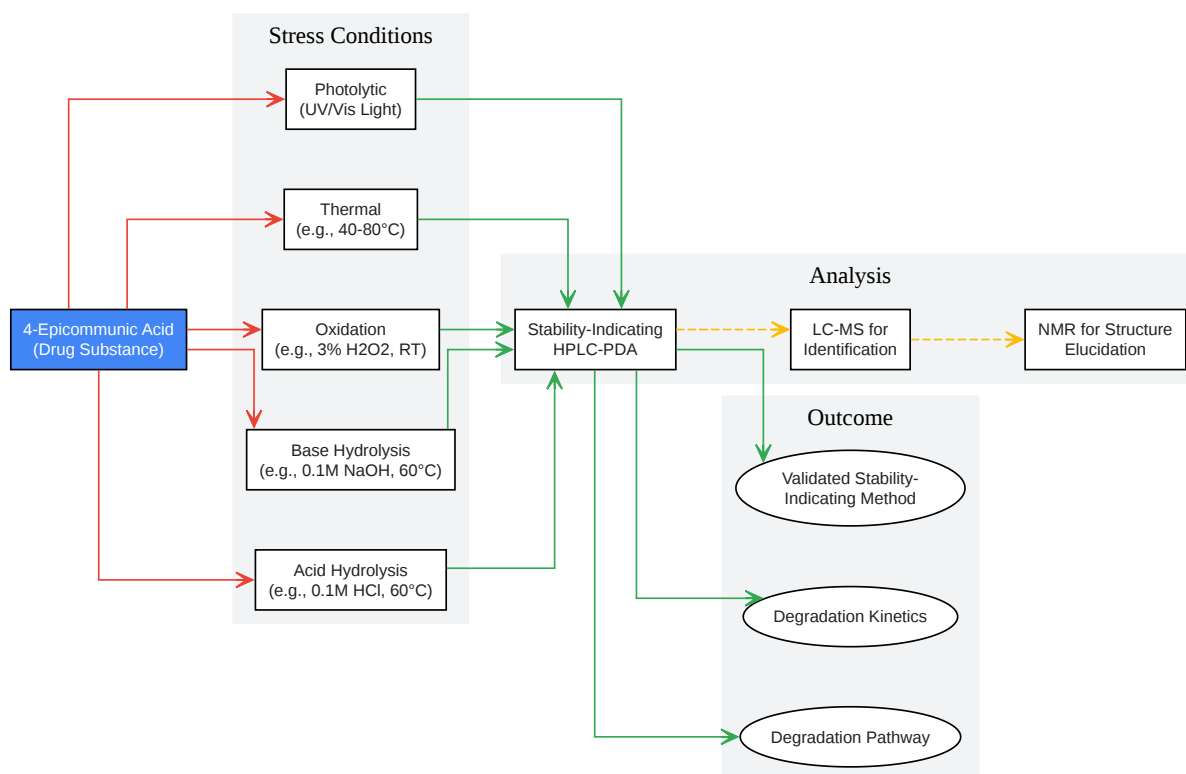 Stress Conditions
Photolytic
(UV/Vis Light)
Thermal
(e.g., 40-80°C)
4-Epicommunic Acid
(Drug Substance)
Oxidation
(e.g., 3% H2O2, RT)
Base Hydrolysis
(e.g., 0.1M NaOH, 60°C)
Acid Hydrolysis
(e.g., 0.1M HCl, 60°C)
Analysis
Stability-Indicating
HPLC-PDA
LC-MS for
Identification
NMR for Structure
Elucidation
Outcome
Validated Stability-
Indicating Method
Degradation Kinetics
Degradation Pathway